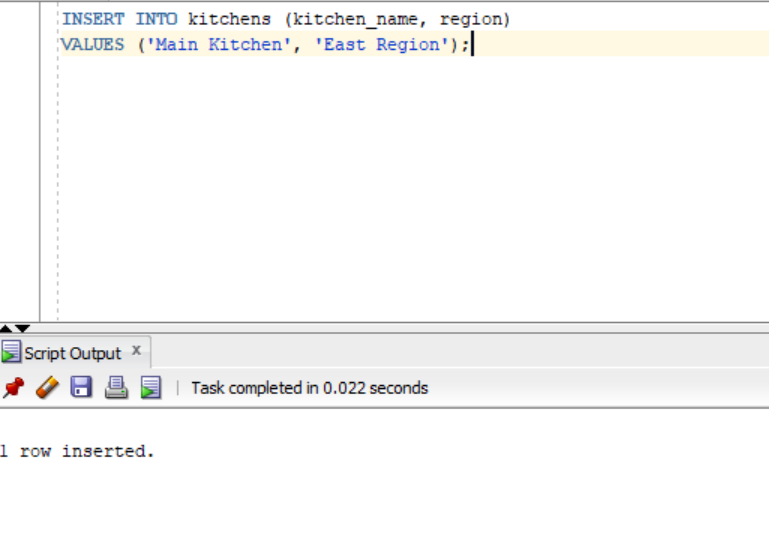 INSERT INTO kitchens (kitchen_name, region)
VALUES ('Main Kitchen', 'East Region');
Script Output x
Task completed in 0.022 seconds
1 row inserted.